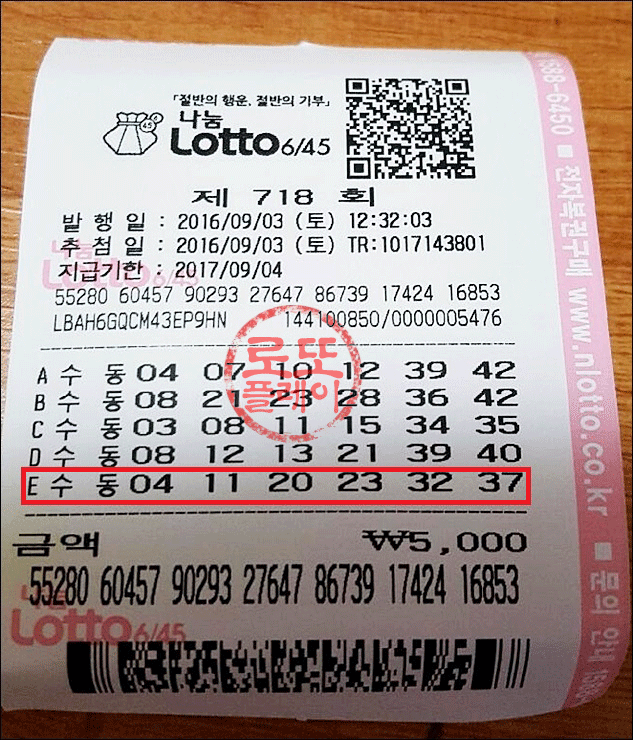 「절반의 행운, 절반의 기부」
나눔
Lotto 6/45
제 718 회
발 행 일 : 2016/09/03 (토) 12:32:03
추 첨 일 : 2016/09/03 (토) TR:1017143801
지급기한 : 2017/09/04
55280 60457 90293 27647 86739 17424 16853
LBAH6GQCM43EP9HN 144100850/0000005476
A 수 동 04 07 10 12 39 42
B 수 동 08 21 23 28 36 42
C 수 동 03 08 11 15 34 35
D 수 동 08 12 13 21 39 40
E 수 동 04 11 20 23 32 37
로또
플레이
금액 ₩5,000
55280 60457 90293 27647 86739 17424 16853
나눔
Lotto 6/45
나눔
Lotto 6/45
588-6450 ■ 전자복권구매 www.nlotto.co.kr ■ 문의 안내 1588